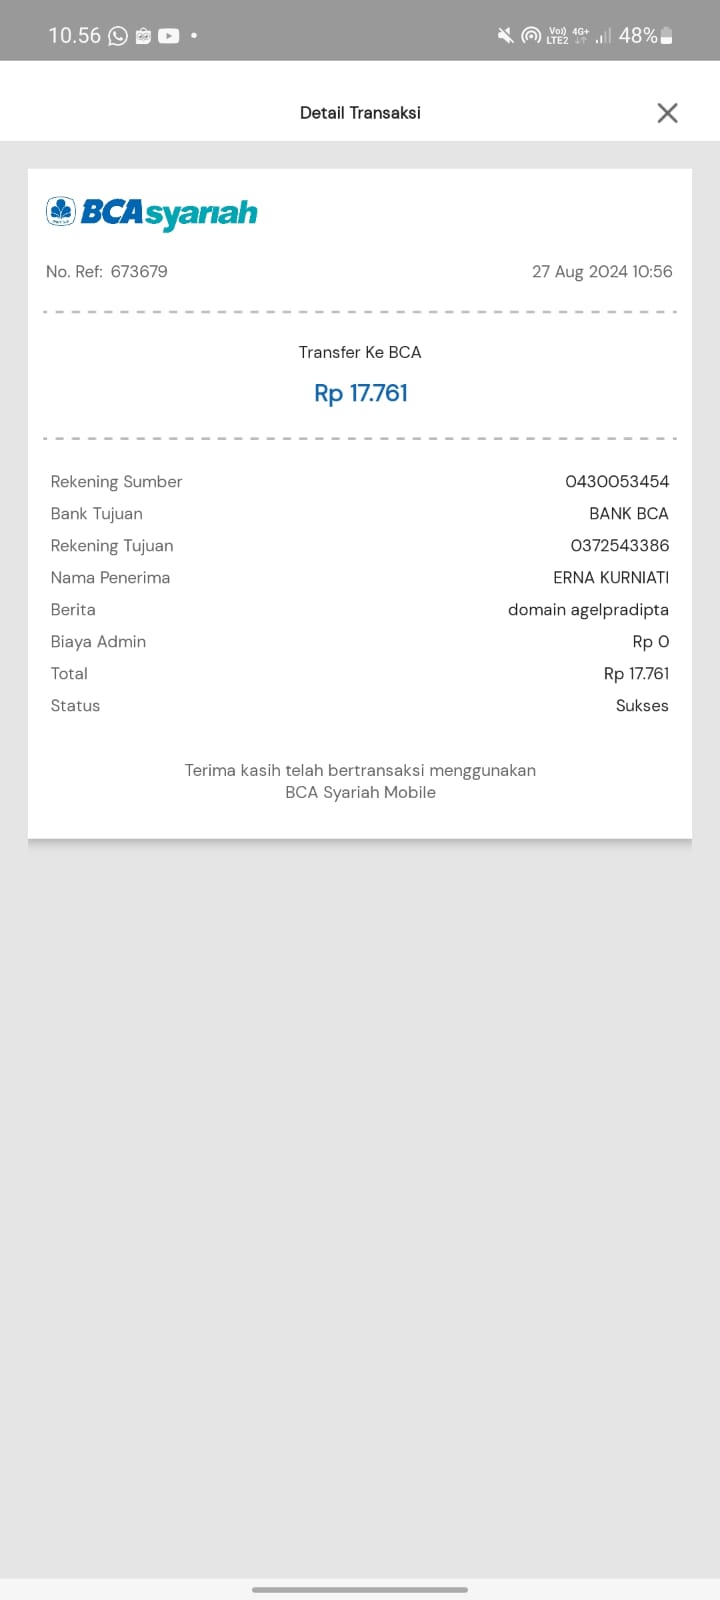 10.56 48%
Vo)) 4G+
LTE2
Detail Transaksi
BCAsyariah
No. Ref: 673679 27 Aug 2024 10:56
Transfer Ke BCA
Rp 17.761
Rekening Sumber 0430053454
Bank Tujuan BANK BCA
Rekening Tujuan 0372543386
Nama Penerima ERNA KURNIATI
Berita domain agelpradipta
Biaya Admin Rp 0
Total Rp 17.761
Status Sukses
Terima kasih telah bertransaksi menggunakan
BCA Syariah Mobile